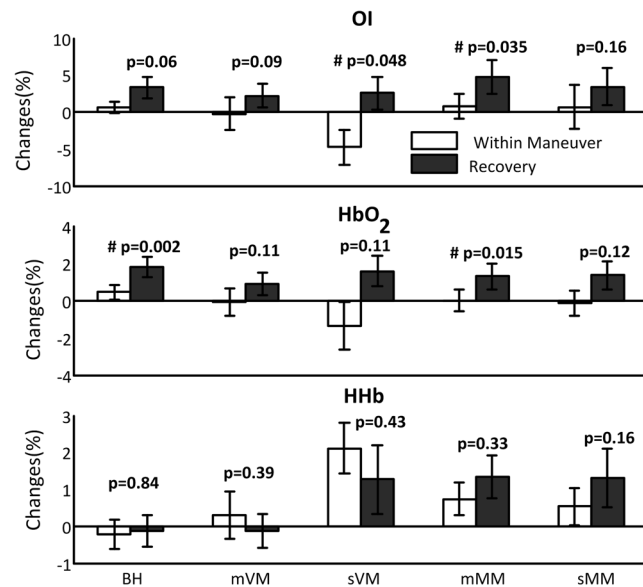 OI
Changes(%)
10
5
0
-5
-10
p=0.06
p=0.09
# p=0.048
# p=0.035
p=0.16
Within Maneuver
Recovery
HbO2
Changes(%)
4
2
0
-2
-4
# p=0.002
p=0.11
p=0.11
# p=0.015
p=0.12
HHb
Changes(%)
3
2
1
0
-1
p=0.84
p=0.39
p=0.43
p=0.33
p=0.16
BH
mVM
sVM
mMM
sMM